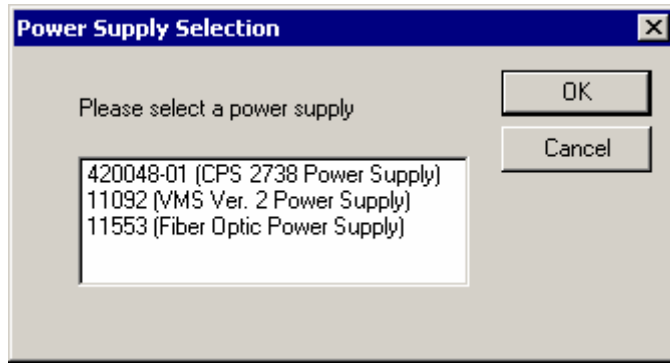 Power Supply Selection
Please select a power supply
OK
Cancel
420048-01 (CPS 2738 Power Supply)
11092 (VMS Ver. 2 Power Supply)
11553 (Fiber Optic Power Supply)